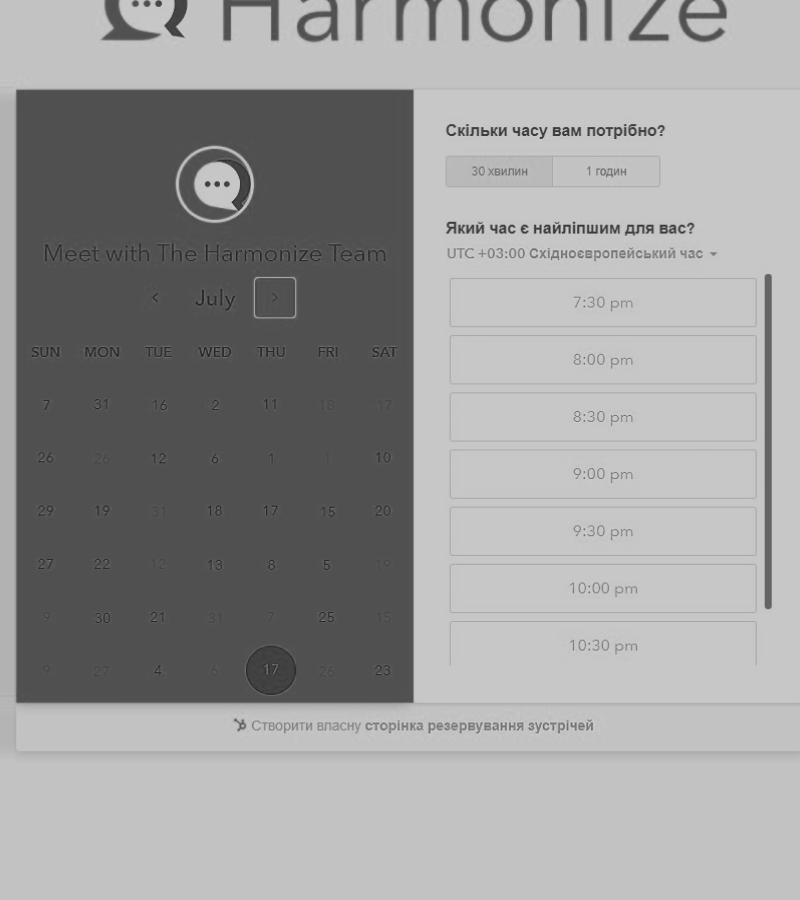 Harmonize
Meet with The Harmonize Team
July
SUN MON TUE WED THU FRI SAT
7 31 16 2 11 18 17
26 26 12 6 1 1 10
29 19 31 18 17 15 20
27 22 12 13 8 5 19
9 30 21 31 7 25 15
9 27 4 6 17 26 23
Скільки часу вам потрібно?
30 хвилин 1 годин
Який час є найліпшим для вас?
UTC +03:00 Східноєвропейський час
7:30 pm
8:00 pm
8:30 pm
9:00 pm
9:30 pm
10:00 pm
10:30 pm
Створити власну сторінка резервування зустрічей